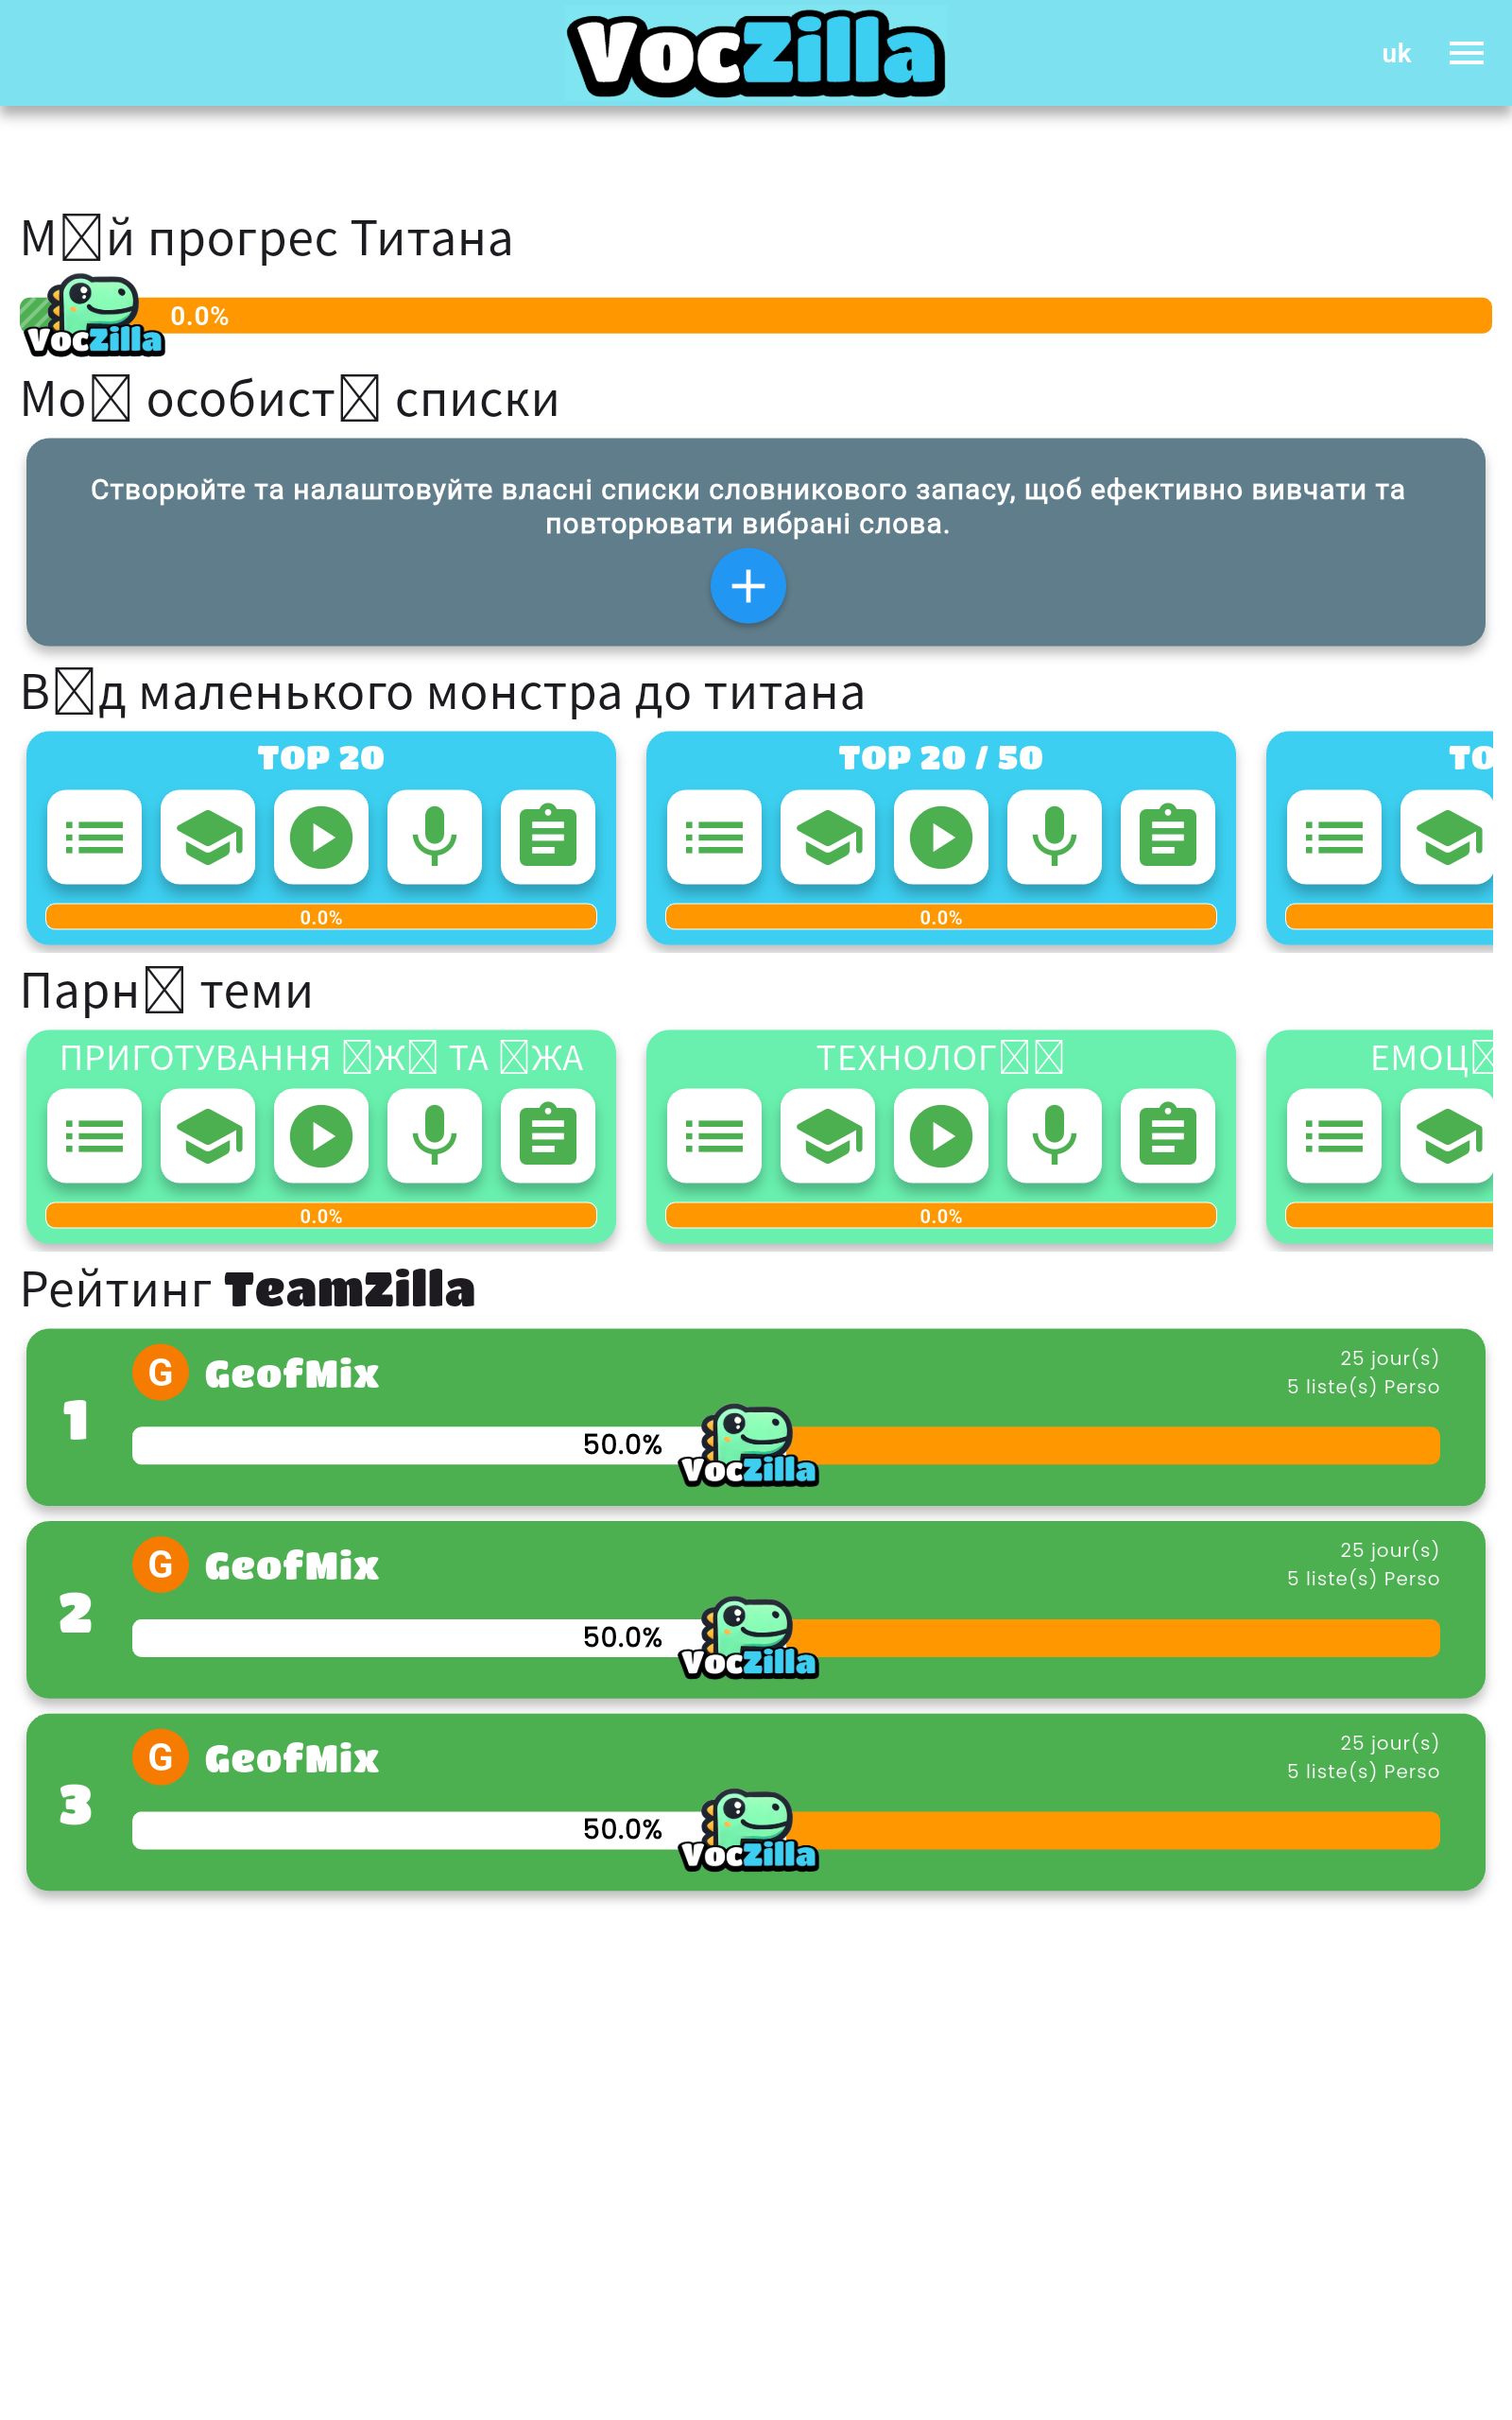 VocZilla
uk
М☒й прогрес Титана
VocZilla
0.0%
Мо☒ особист☒ списки
Створюйте та налаштовуйте власні списки словникового запасу, щоб ефективно вивчати та
повторювати вибрані слова.
В☒д маленького монстра до титана
TOP 20
TOP 20 / 50
TO
0.0%
0.0%
Парн☒ теми
ПРИГОТУВАННЯ ☒Ж☒ ТА ☒ЖА
ТЕХНОЛОГ☒☒
ЕМОЦ☒
0.0%
0.0%
Рейтинг TeamZilla
1
G GeofMix
25 jour(s)
5 liste(s) Perso
50.0%
VocZilla
2
G GeofMix
25 jour(s)
5 liste(s) Perso
50.0%
VocZilla
3
G GeofMix
25 jour(s)
5 liste(s) Perso
50.0%
VocZilla